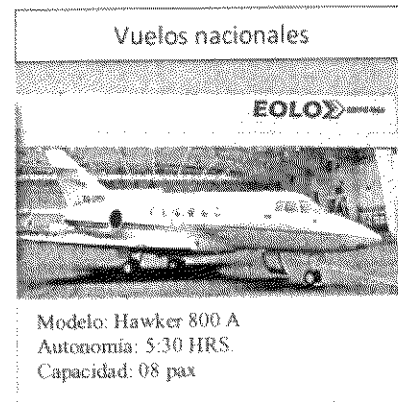 Vuelos nacionales
EOLO
Modelo: Hawker 800 A
Autonomía: 5:30 HRS.
Capacidad: 08 pax